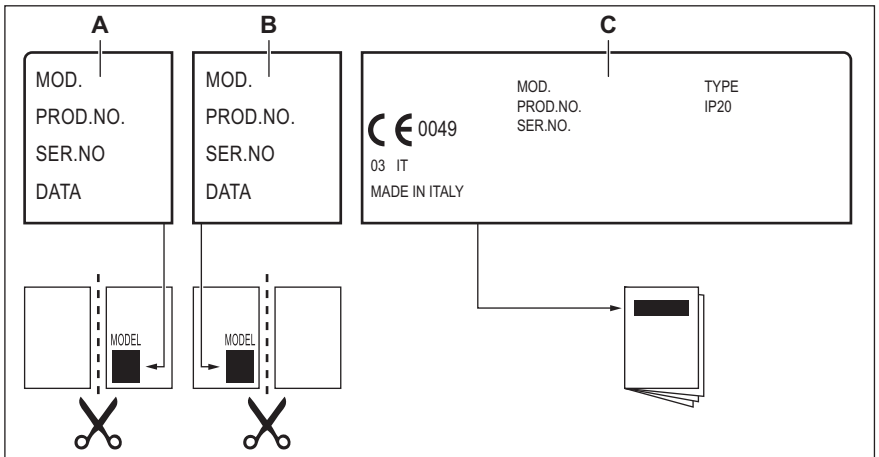 A
B
C
MOD.
PROD.NO.
SER.NO
DATA
MOD.
PROD.NO.
SER.NO
DATA
MOD.
PROD.NO.
SER.NO.
TYPE
IP20
CE 0049
03 IT
MADE IN ITALY
MODEL
MODEL